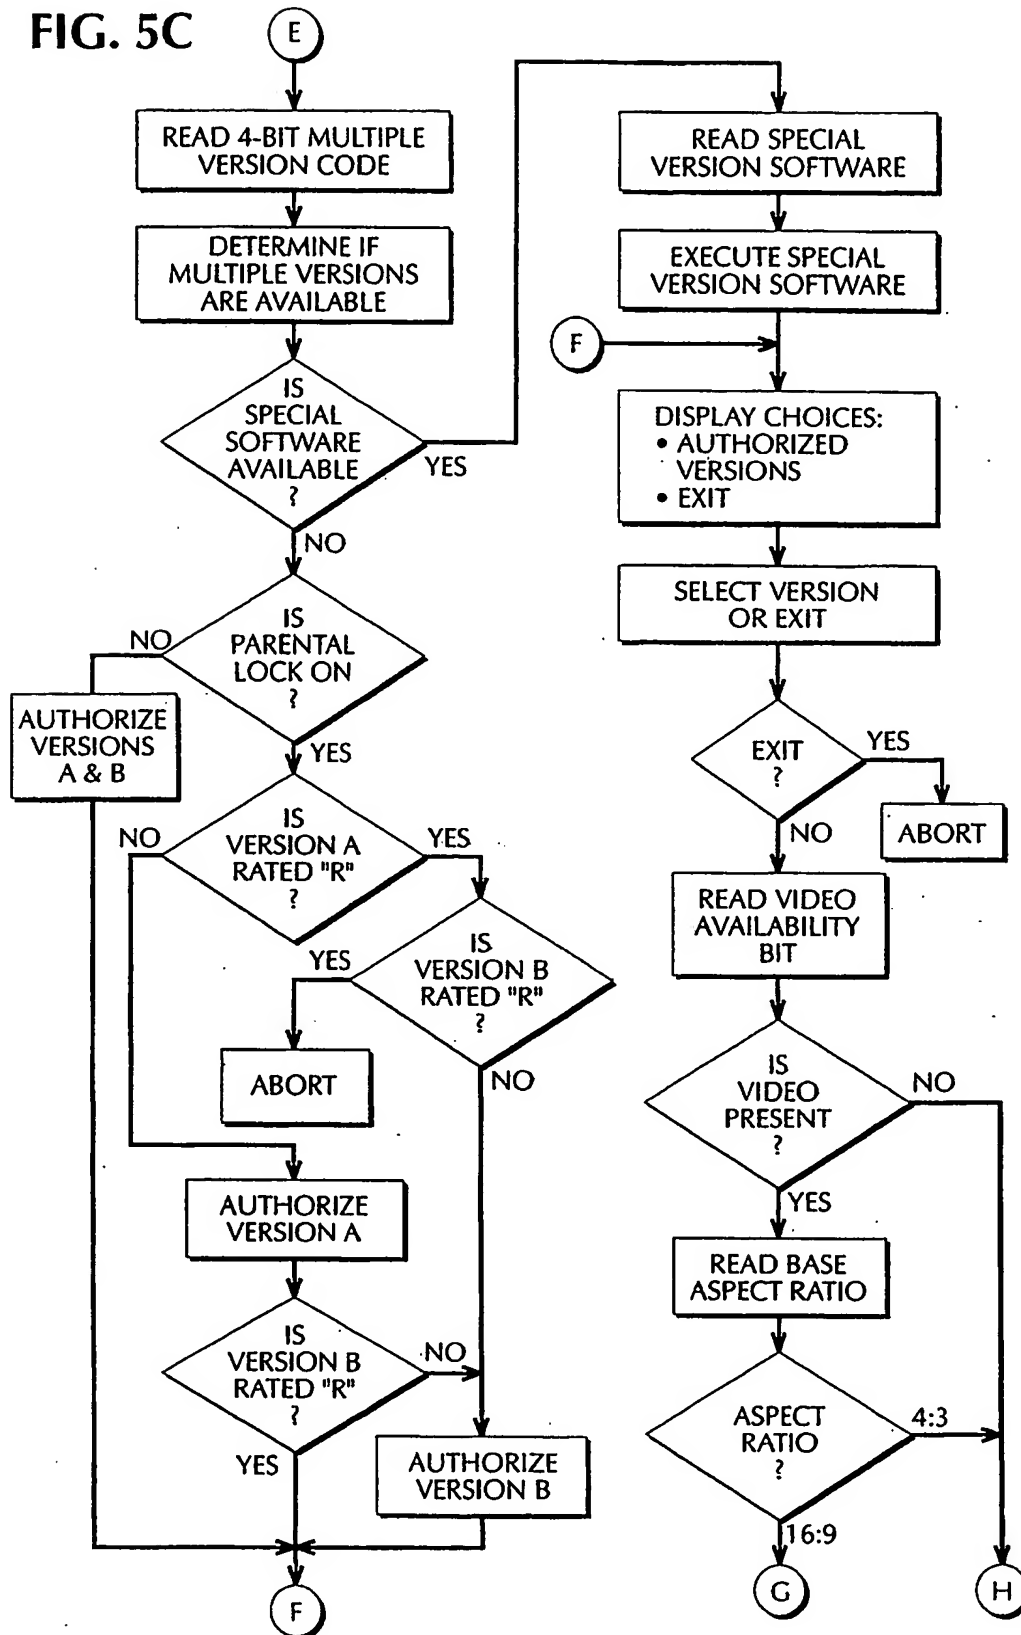 FIG. 5C
E
READ 4-BIT MULTIPLE
VERSION CODE
DETERMINE IF
MULTIPLE VERSIONS
ARE AVAILABLE
IS
SPECIAL
SOFTWARE
AVAILABLE
?
YES
NO
IS
PARENTAL
LOCK ON
?
NO
YES
AUTHORIZE
VERSIONS
A & B
IS
VERSION A
RATED "R"
?
NO
YES
IS
VERSION B
RATED "R"
?
YES
NO
ABORT
AUTHORIZE
VERSION A
IS
VERSION B
RATED "R"
?
NO
YES
AUTHORIZE
VERSION B
F
READ SPECIAL
VERSION SOFTWARE
EXECUTE SPECIAL
VERSION SOFTWARE
F
DISPLAY CHOICES:
• AUTHORIZED
VERSIONS
• EXIT
SELECT VERSION
OR EXIT
EXIT
?
YES
NO
ABORT
READ VIDEO
AVAILABILITY
BIT
IS
VIDEO
PRESENT
?
NO
YES
READ BASE
ASPECT RATIO
ASPECT
RATIO
?
4:3
16:9
G
H